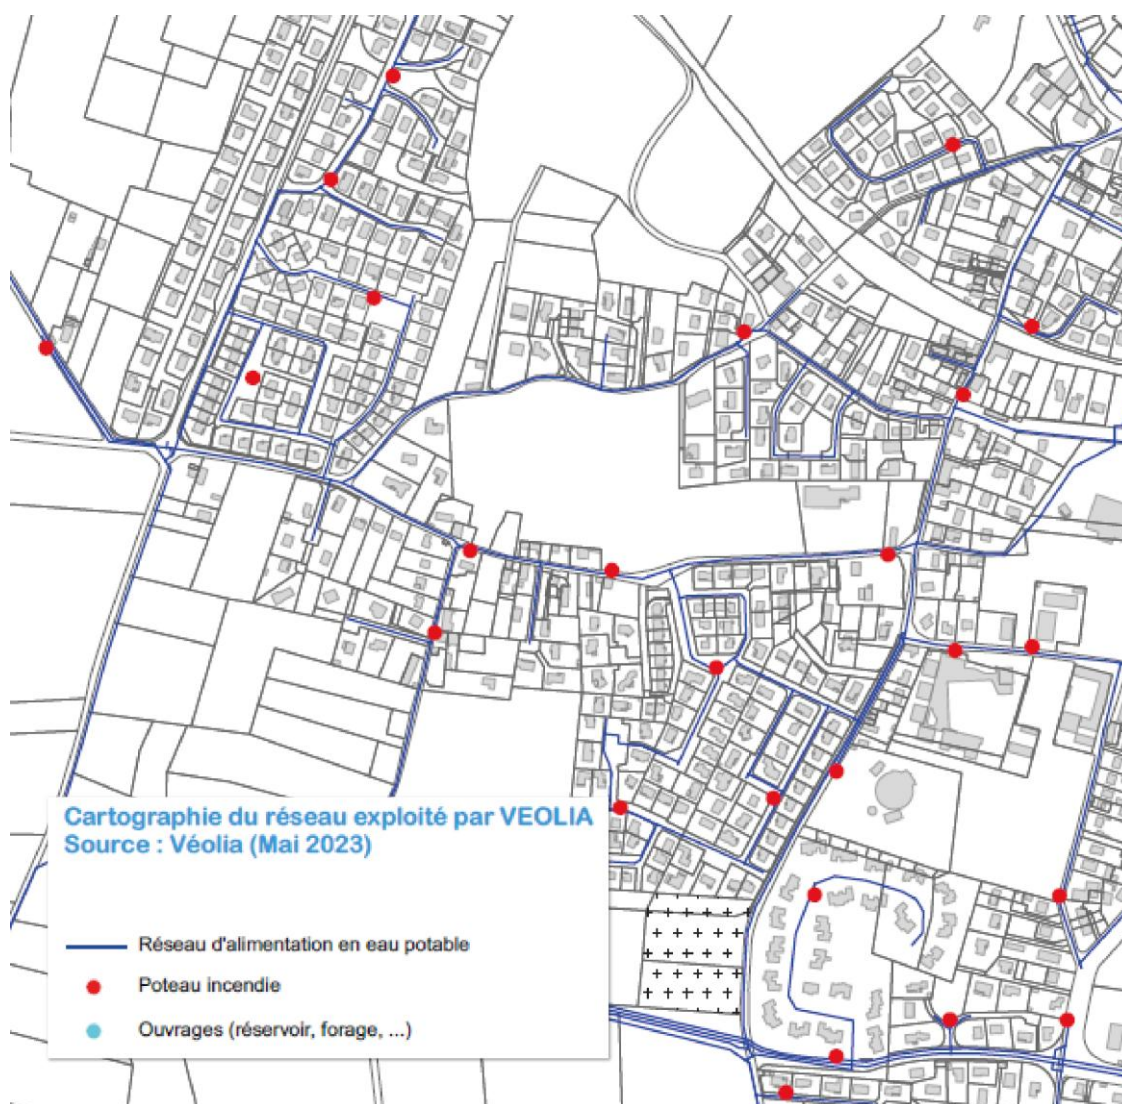 Cartographie du réseau exploité par VEOLIA
Source : Véolia (Mai 2023)
Réseau d'alimentation en eau potable
Poteau incendie
Ouvrages (réservoir, forage, ...)